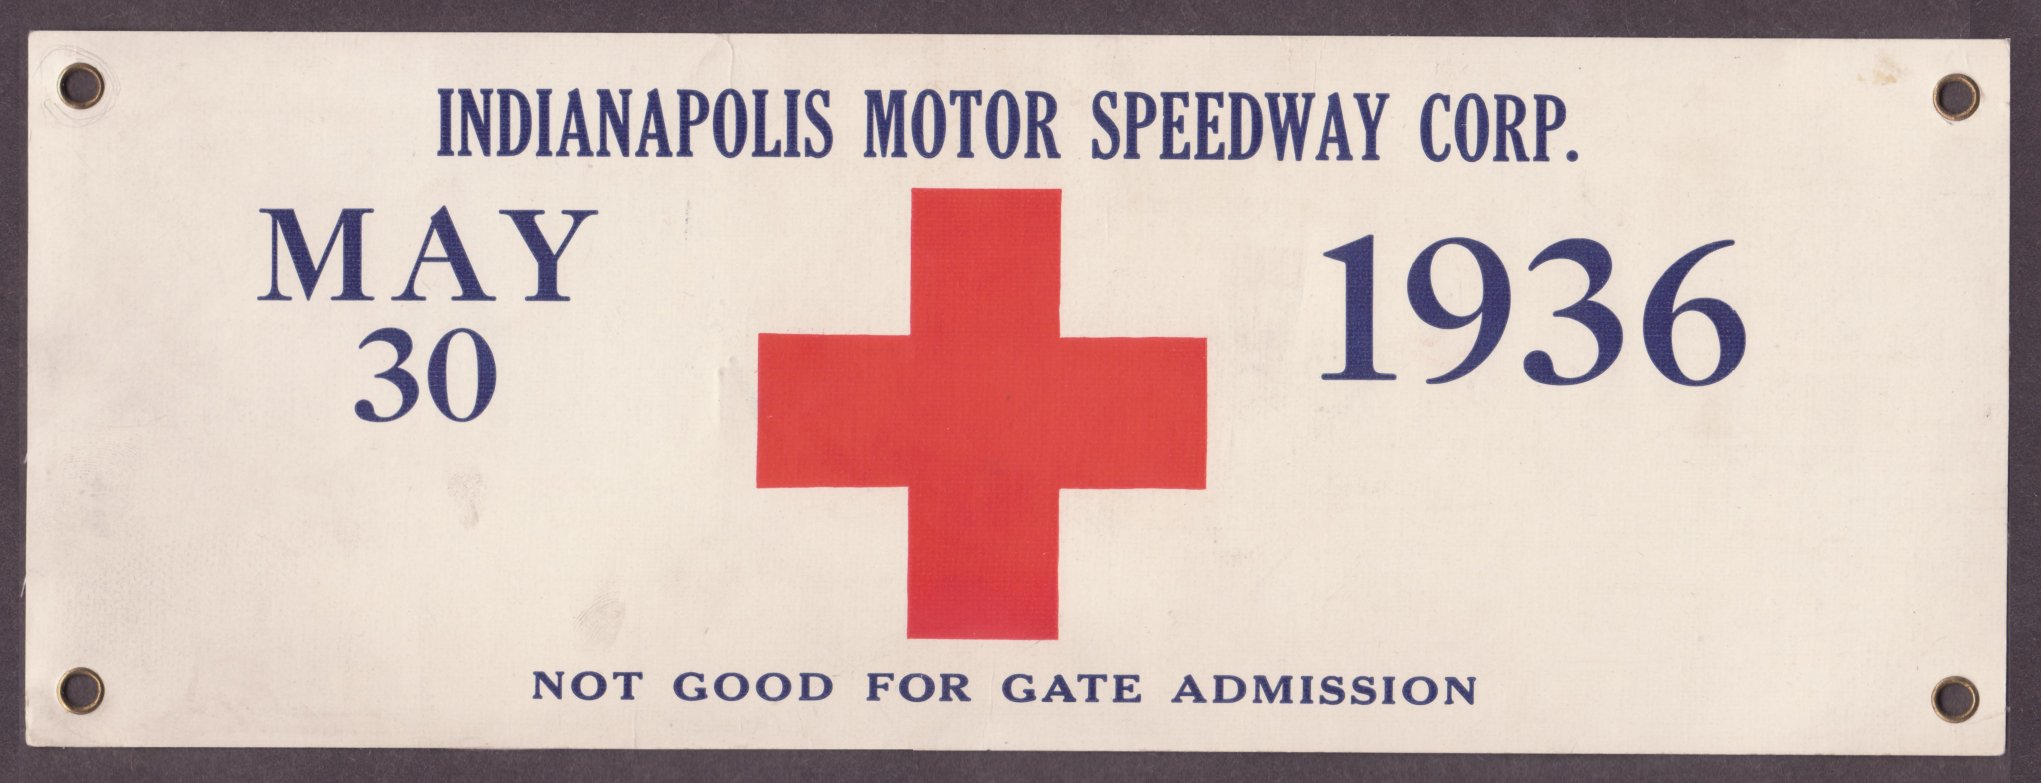 INDIANAPOLIS MOTOR SPEEDWAY CORP.
MAY
30
1936
NOT GOOD FOR GATE ADMISSION